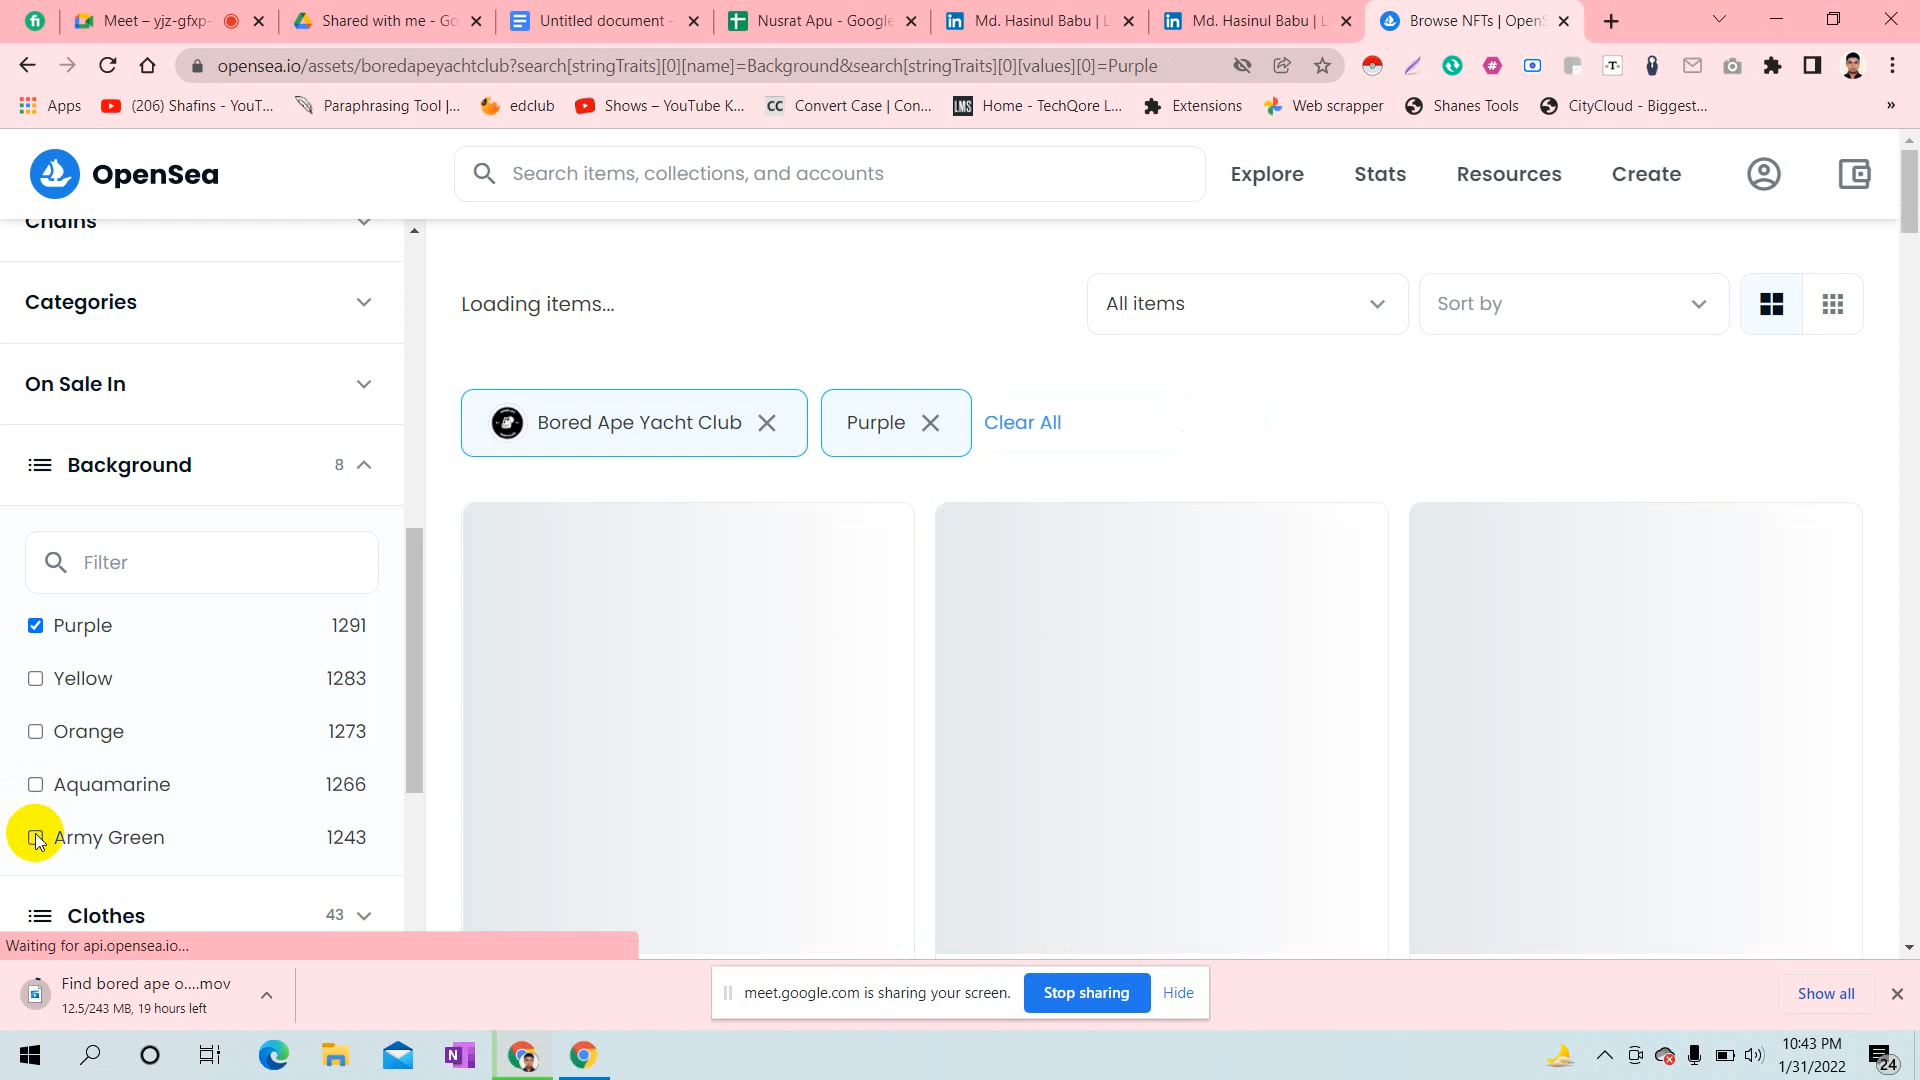 Meet – yjz-gfxp-
Shared with me - Go
Untitled document -
Nusrat Apu - Google
Md. Hasinul Babu | L
Md. Hasinul Babu | L
Browse NFTs | OpenS
opensea.io/assets/boredapeyachtclub?search[stringTraits][0][name]=Background&search[stringTraits][0][values][0]=Purple
Apps
(206) Shafins - YouT...
Paraphrasing Tool |...
edclub
Shows – YouTube K...
CC Convert Case | Con...
LMS Home - TechQore L...
Extensions
Web scrapper
Shanes Tools
CityCloud - Biggest...
»
OpenSea
Search items, collections, and accounts
Explore
Stats
Resources
Create
Chains
Categories
On Sale In
Background 8
Filter
Purple 1291
Yellow 1283
Orange 1273
Aquamarine 1266
Army Green 1243
Clothes 43
Loading items...
All items
Sort by
Bored Ape Yacht Club
Purple
Clear All
Waiting for api.opensea.io...
Find bored ape o....mov
12.5/243 MB, 19 hours left
meet.google.com is sharing your screen.
Stop sharing
Hide
Show all
10:43 PM
1/31/2022
24